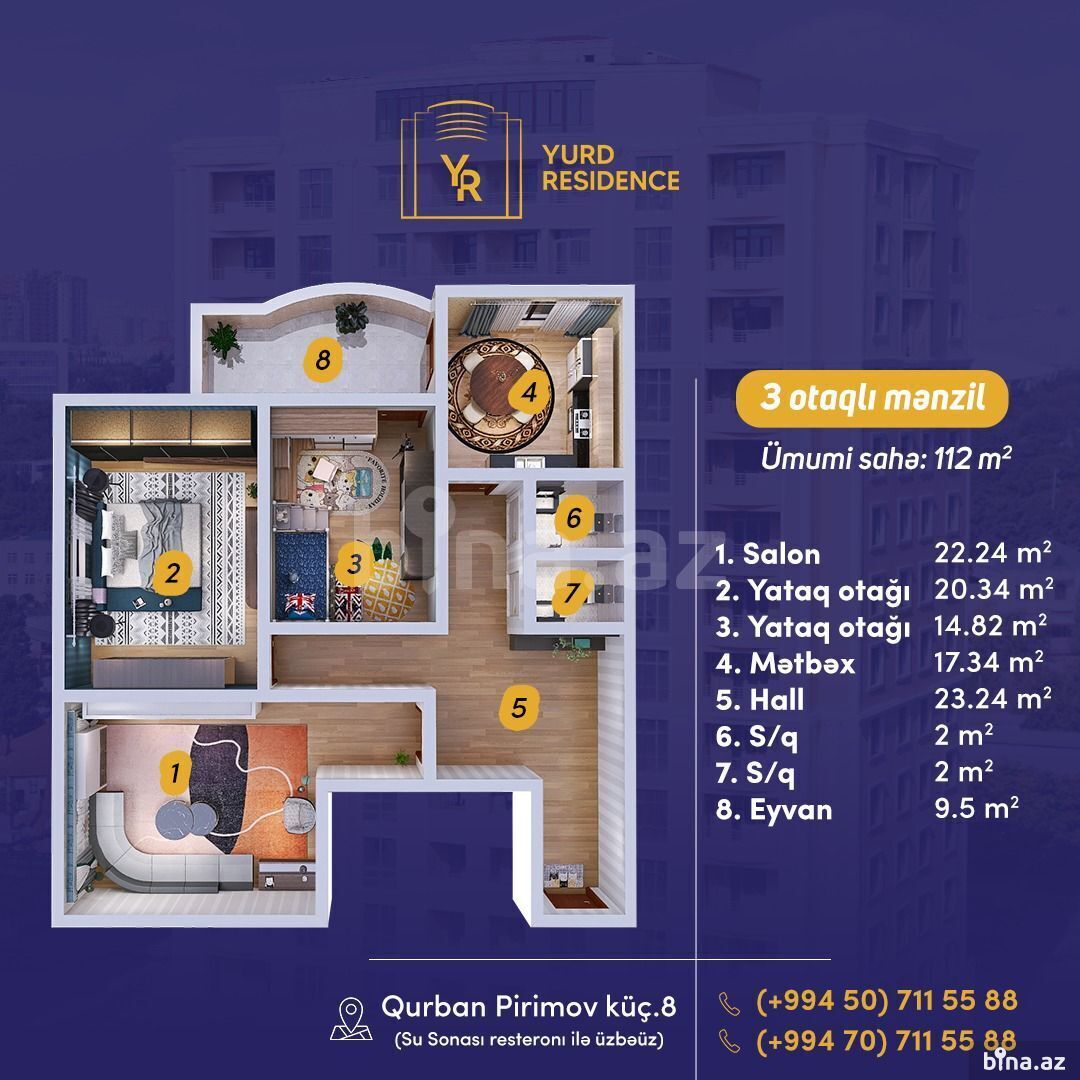 YR
YURD
RESIDENCE
8
4
3 otaqlı mənzil
Ümumi sahə: 112 m²
FAVORITE HOLIDAY
bina.az
6
2
3
7
1. Salon 22.24 m²
2. Yataq otağı 20.34 m²
3. Yataq otağı 14.82 m²
4. Mətbəx 17.34 m²
5. Hall 23.24 m²
6. S/q 2 m²
7. S/q 2 m²
8. Eyvan 9.5 m²
5
1
Qurban Pirimov küç.8
(Su Sonası resteronı ilə üzbəüz)
(+994 50) 711 55 88
(+994 70) 711 55 88
bina.az